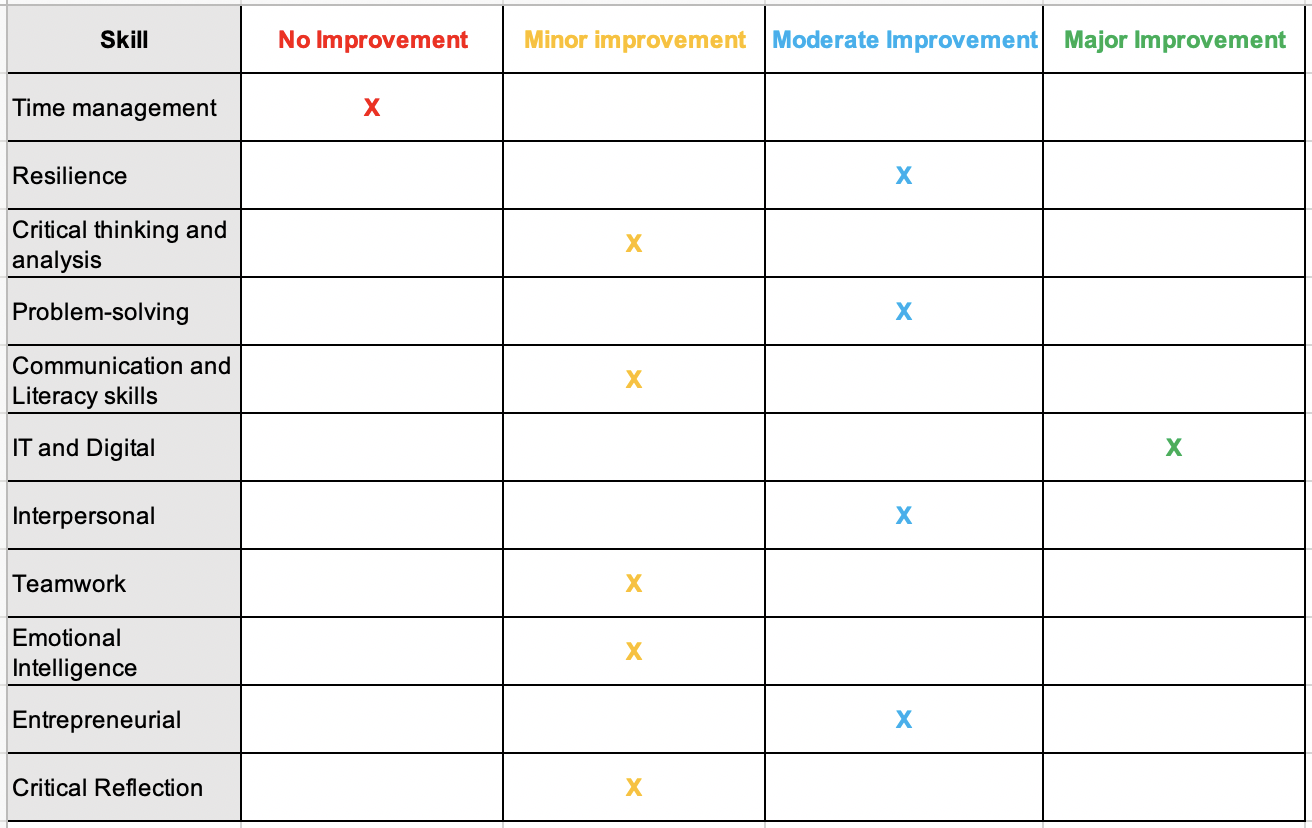 Skill No Improvement Minor improvement Moderate Improvement Major Improvement
Time management X
Resilience X
Critical thinking and
analysis X
Problem-solving X
Communication and
Literacy skills X
IT and Digital X
Interpersonal X
Teamwork X
Emotional
Intelligence X
Entrepreneurial X
Critical Reflection X